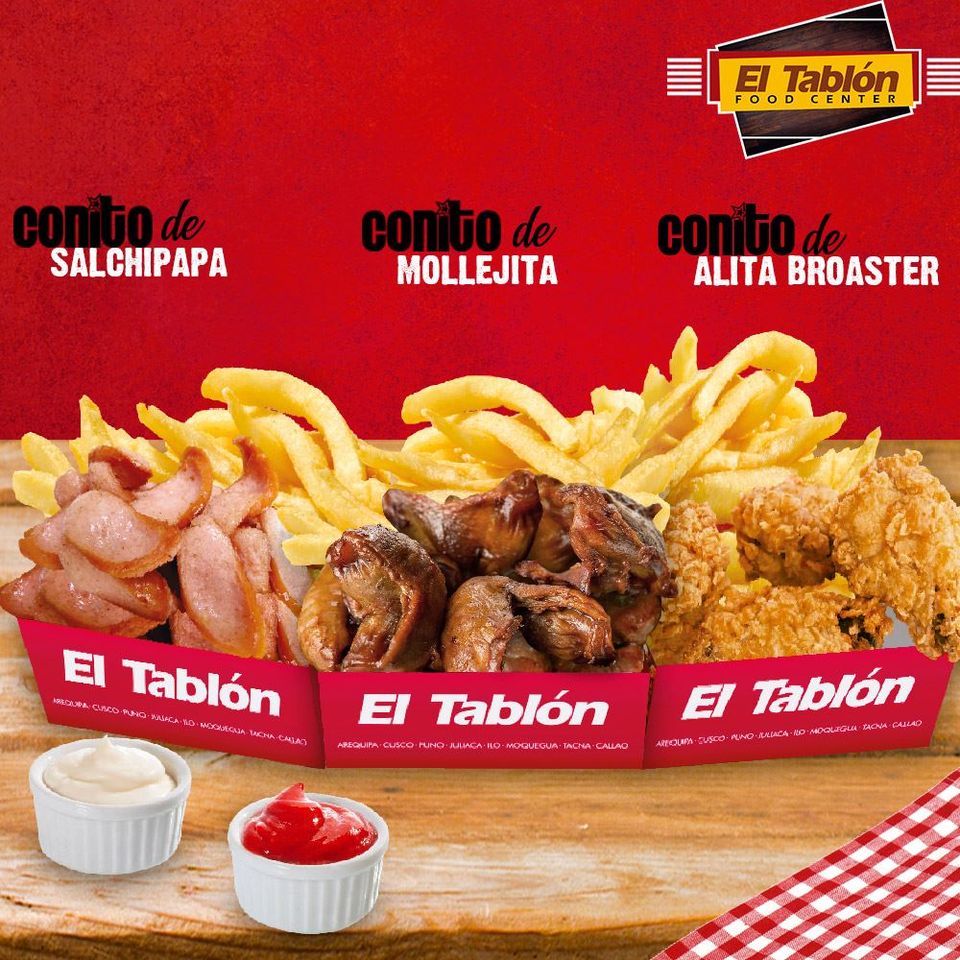 El Tablón
FOOD CENTER
conito de
SALCHIPAPA
conito de
MOLLEJITA
conito de
ALITA BROASTER
El Tablón
AREQUIPA · CUSCO · PUNO · JULIACA · ILO · MOQUEGUA · TACNA · CALLAO
El Tablón
AREQUIPA · CUSCO · PUNO · JULIACA · ILO · MOQUEGUA · TACNA · CALLAO
El Tablón
AREQUIPA · CUSCO · PUNO · JULIACA · ILO · MOQUEGUA · TACNA · CALLAO